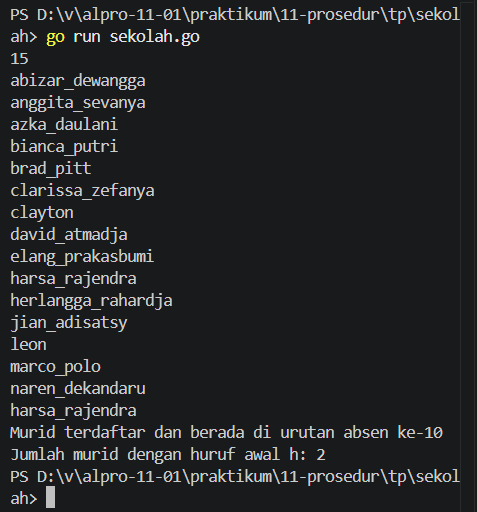 PS D:\v\alpro-11-01\praktikum\11-prosedur\tp\sekol
ah> go run sekolah.go
15
abizar_dewangga
anggita_sevanya
azka_daulani
bianca_putri
brad_pitt
clarissa_zefanya
clayton
david_atmadja
elang_prakasbumi
harsa_rajendra
herlangga_rahardja
jian_adisatsy
leon
marco_polo
naren_dekandaru
harsa_rajendra
Murid terdaftar dan berada di urutan absen ke-10
Jumlah murid dengan huruf awal h: 2
PS D:\v\alpro-11-01\praktikum\11-prosedur\tp\sekol
ah>